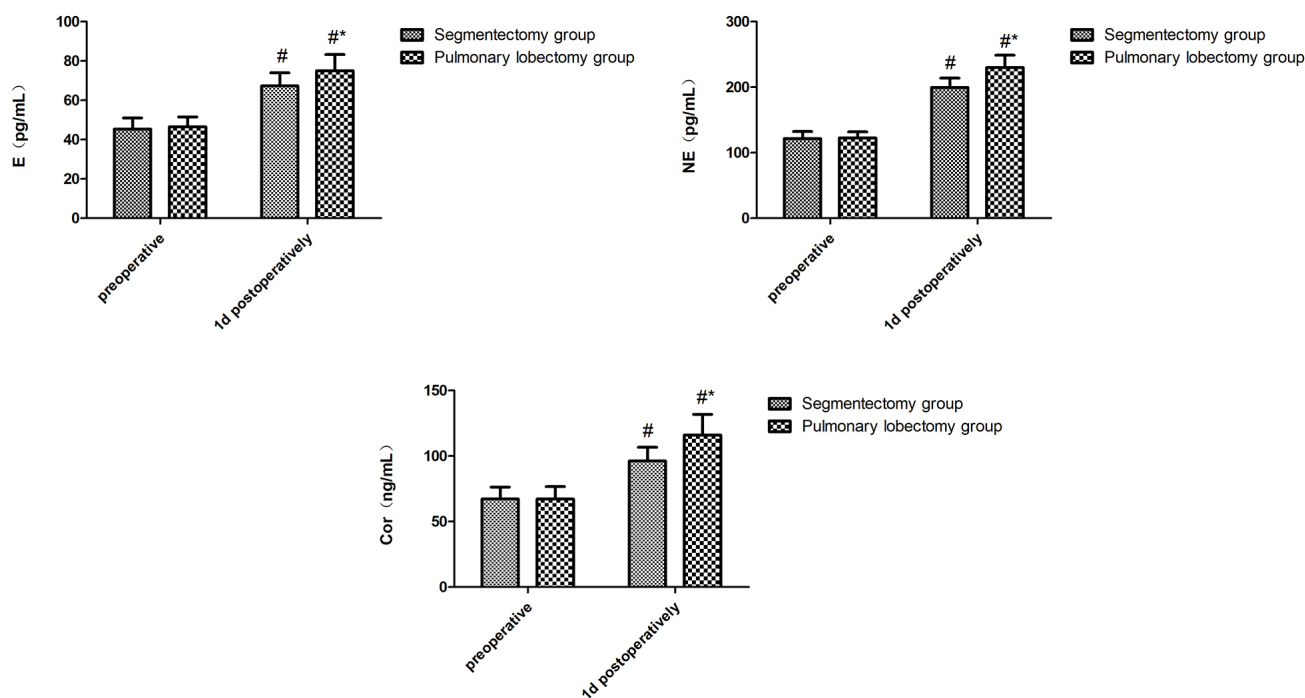 E（pg/mL）
100
80
60
40
20
0
#
#*
preoperative
1d postoperatively
Segmentectomy group
Pulmonary lobectomy group
NE（pg/mL）
300
200
100
0
#
#*
preoperative
1d postoperatively
Segmentectomy group
Pulmonary lobectomy group
Cor（ng/mL）
150
100
50
0
#
#*
preoperative
1d postoperatively
Segmentectomy group
Pulmonary lobectomy group